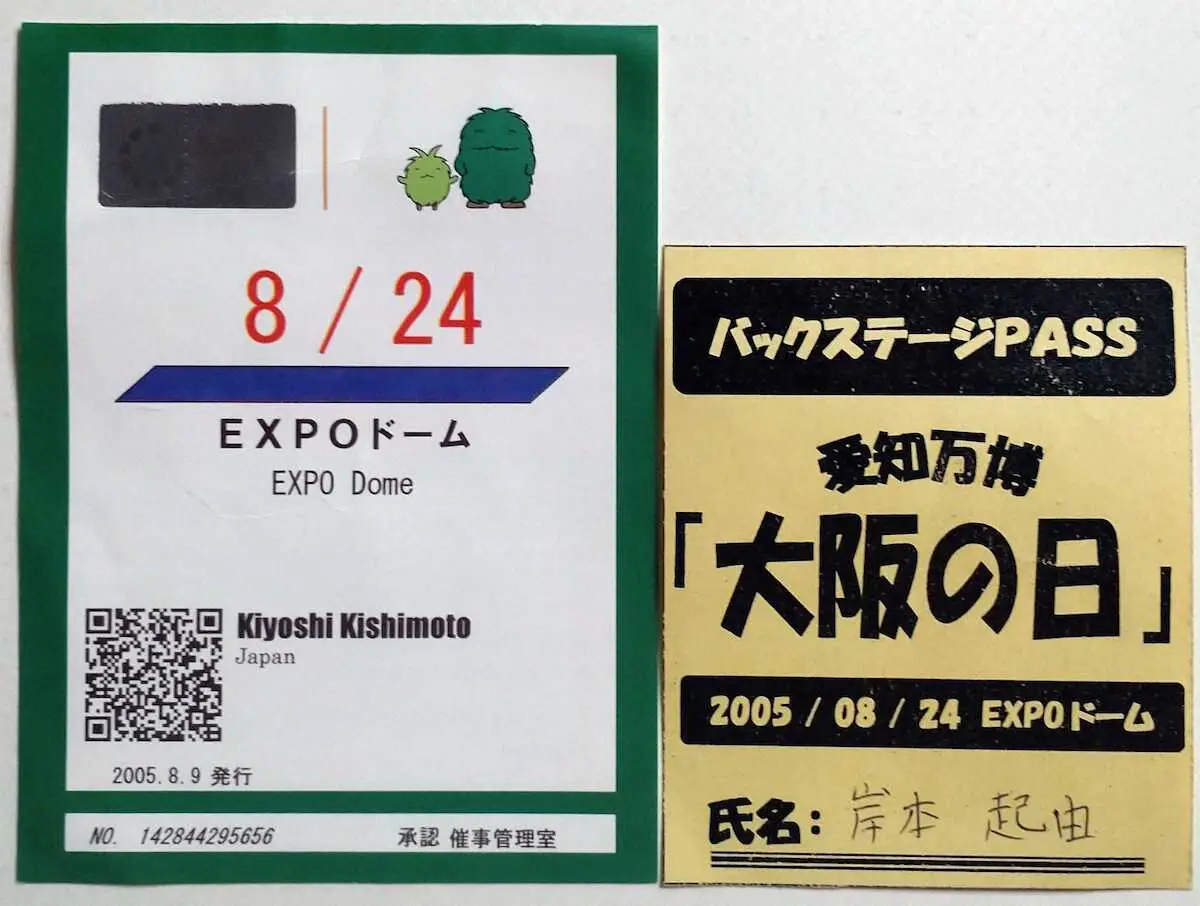 8 / 24
EXPOドーム
EXPO Dome
Kiyoshi Kishimoto
Japan
2005.8.9 発行
NO. 142844295656 承認 催事管理室
バックステージPASS
愛知万博
「大阪の日」
2005 / 08 / 24 EXPOドーム
氏名: 岸本 起由